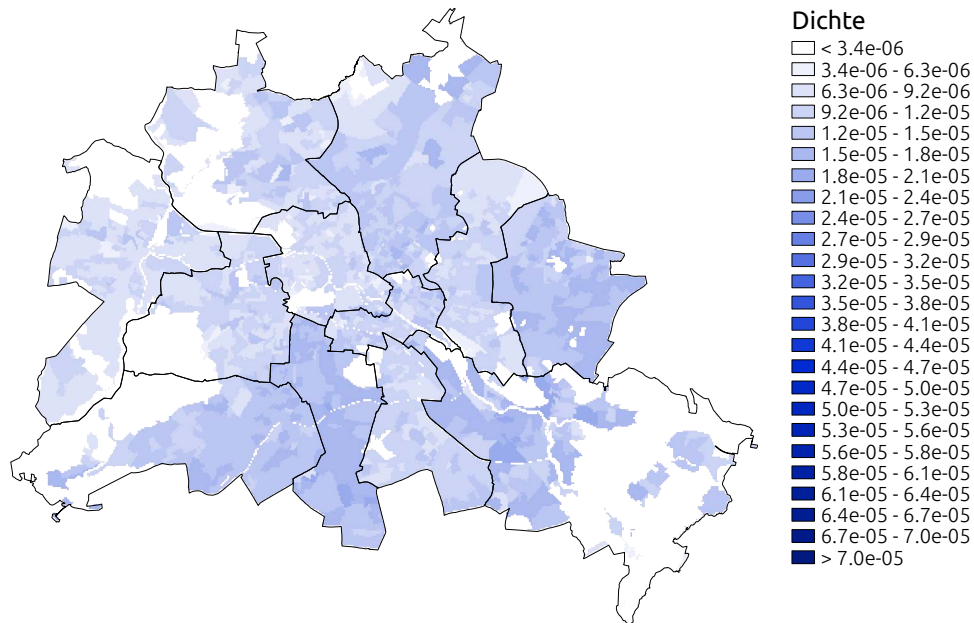 Dichte
< 3.4e-06
3.4e-06 - 6.3e-06
6.3e-06 - 9.2e-06
9.2e-06 - 1.2e-05
1.2e-05 - 1.5e-05
1.5e-05 - 1.8e-05
1.8e-05 - 2.1e-05
2.1e-05 - 2.4e-05
2.4e-05 - 2.7e-05
2.7e-05 - 2.9e-05
2.9e-05 - 3.2e-05
3.2e-05 - 3.5e-05
3.5e-05 - 3.8e-05
3.8e-05 - 4.1e-05
4.1e-05 - 4.4e-05
4.4e-05 - 4.7e-05
4.7e-05 - 5.0e-05
5.0e-05 - 5.3e-05
5.3e-05 - 5.6e-05
5.6e-05 - 5.8e-05
5.8e-05 - 6.1e-05
6.1e-05 - 6.4e-05
6.4e-05 - 6.7e-05
6.7e-05 - 7.0e-05
> 7.0e-05